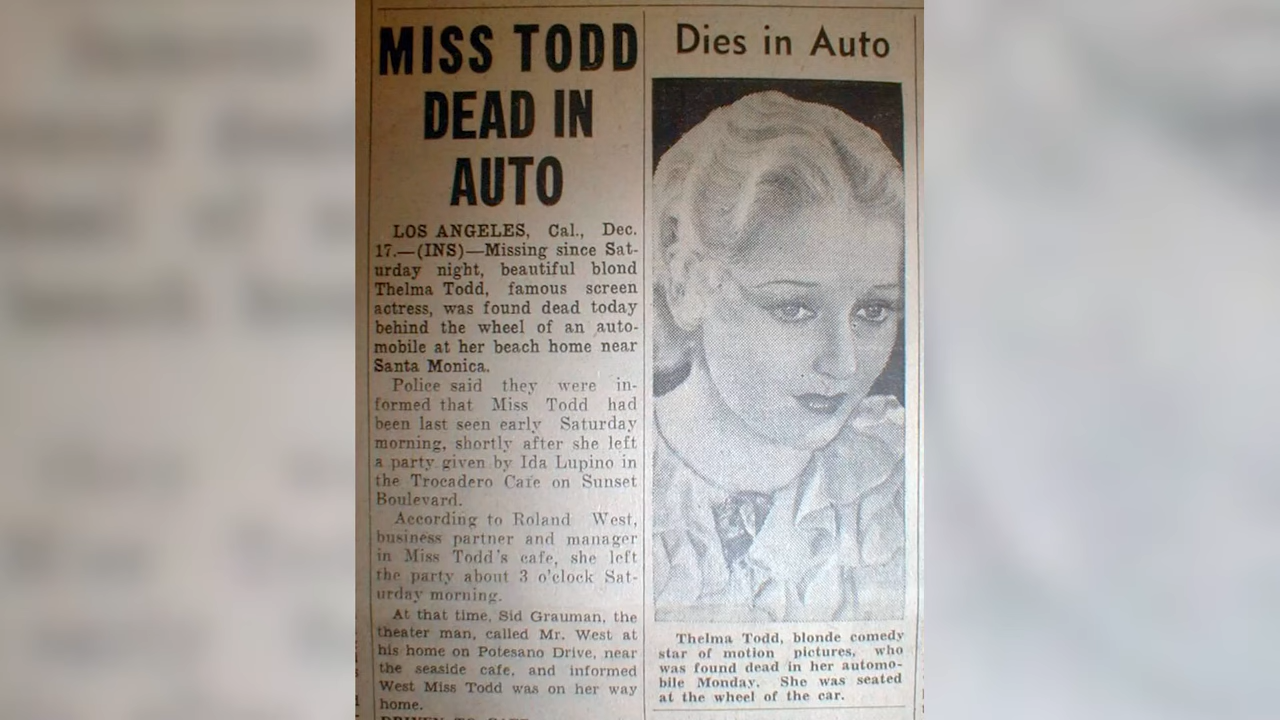 MISS TODD
DEAD IN
AUTO
LOS ANGELES, Cal., Dec.
17.—(INS)—Missing since Sat-
urday night, beautiful blond
Thelma Todd, famous screen
actress, was found dead today
behind the wheel of an auto-
mobile at her beach home near
Santa Monica.
Police said they were in-
formed that Miss Todd had
been last seen early Saturday
morning, shortly after she left
a party given by Ida Lupino in
the Trocadero Cafe on Sunset
Boulevard.
According to Roland West,
business partner and manager
in Miss Todd's cafe, she left
the party about 3 o'clock Sat-
urday morning.
At that time, Sid Grauman, the
theater man, called Mr. West at
his home on Potesano Drive, near
the seaside cafe, and informed
West Miss Todd was on her way
home.
Dies in Auto
Thelma Todd, blonde comedy
star of motion pictures, who
was found dead in her automo-
bile Monday. She was seated
at the wheel of the car.